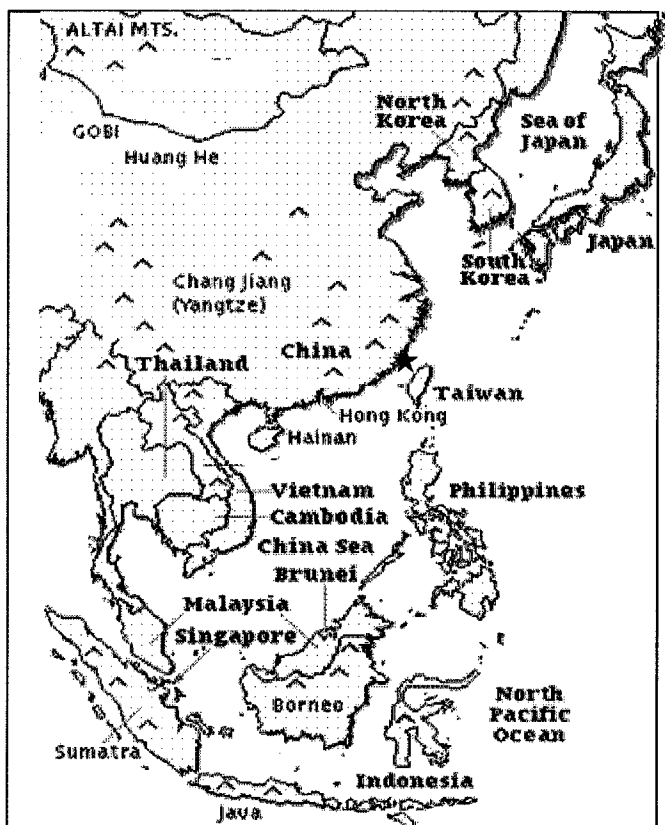 ALTAI MTS.
North
Korea
Sea of
Japan
GOBI
Huang He
Japan
South
Korea
Chang Jiang
(Yangtze)
China
Thailand
Taiwan
Hong Kong
Hainan
Vietnam
Philippines
Cambodia
China Sea
Brunei
Malaysia
Singapore
t
Borneo
North
Pacific
Ocean
Sumatra
Indonesia
Java